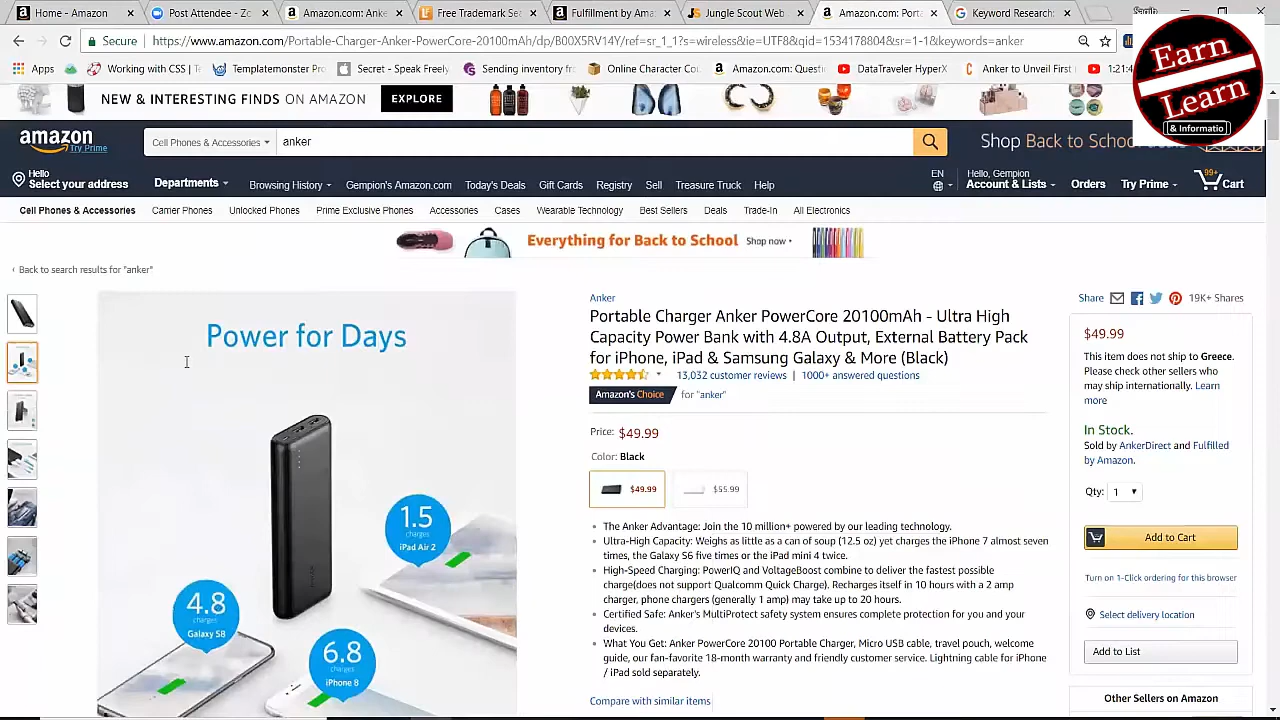 Home - Amazon
Post Attendee - Zo
Amazon.com: Anke
Free Trademark Sea
Fulfillment by Ama
Jungle Scout Web
Amazon.com: Porta
Keyword Research:
Secure
https://www.amazon.com/Portable-Charger-Anker-PowerCore-20100mAh/dp/B00X5RV14Y/ref=sr_1_1?s=wireless&ie=UTF8&qid=1534178804&sr=1-1&keywords=anker
Apps
Working with CSS | T
Templatemonster Pr
Secret - Speak Freely
Selling inventory fr
Online Character Co
Amazon.com: Questi
DataTraveler HyperX
Anker to Unveil First
1:21:4
Earn
Learn
& Informatio
NEW & INTERESTING FINDS ON AMAZON
EXPLORE
amazon
Try Prime
Cell Phones & Accessories
anker
Shop Back to School
Hello
Select your address
Departments
Browsing History
Gempion's Amazon.com
Today's Deals
Gift Cards
Registry
Sell
Treasure Truck
Help
EN
Hello, Gempion
Account & Lists
Orders
Try Prime
99+
Cart
Cell Phones & Accessories
Carrier Phones
Unlocked Phones
Prime Exclusive Phones
Accessories
Cases
Wearable Technology
Best Sellers
Deals
Trade-In
All Electronics
Everything for Back to School
Shop now
‹ Back to search results for "anker"
Power for Days
1.5
charges
iPad Air 2
4.8
charges
Galaxy S8
6.8
charges
iPhone 8
ANKER
Anker
Portable Charger Anker PowerCore 20100mAh - Ultra High
Capacity Power Bank with 4.8A Output, External Battery Pack
for iPhone, iPad & Samsung Galaxy & More (Black)
13,032 customer reviews | 1000+ answered questions
Amazon's Choice for "anker"
Price: $49.99
Color: Black
$49.99
$55.99
The Anker Advantage: Join the 10 million+ powered by our leading technology.
Ultra-High Capacity: Weighs as little as a can of soup (12.5 oz) yet charges the iPhone 7 almost seven
times, the Galaxy S6 five times or the iPad mini 4 twice.
High-Speed Charging: PowerIQ and VoltageBoost combine to deliver the fastest possible
charge(does not support Qualcomm Quick Charge). Recharges itself in 10 hours with a 2 amp
charger, phone chargers (generally 1 amp) may take up to 20 hours.
Certified Safe: Anker's MultiProtect safety system ensures complete protection for you and your
devices.
What You Get: Anker PowerCore 20100 Portable Charger, Micro USB cable, travel pouch, welcome
guide, our fan-favorite 18-month warranty and friendly customer service. Lightning cable for iPhone
/ iPad sold separately.
Compare with similar items
Share
19K+ Shares
$49.99
This item does not ship to Greece.
Please check other sellers who
may ship internationally. Learn
more
In Stock.
Sold by AnkerDirect and Fulfilled
by Amazon.
Qty: 1
Add to Cart
Turn on 1-Click ordering for this browser
Select delivery location
Add to List
Other Sellers on Amazon